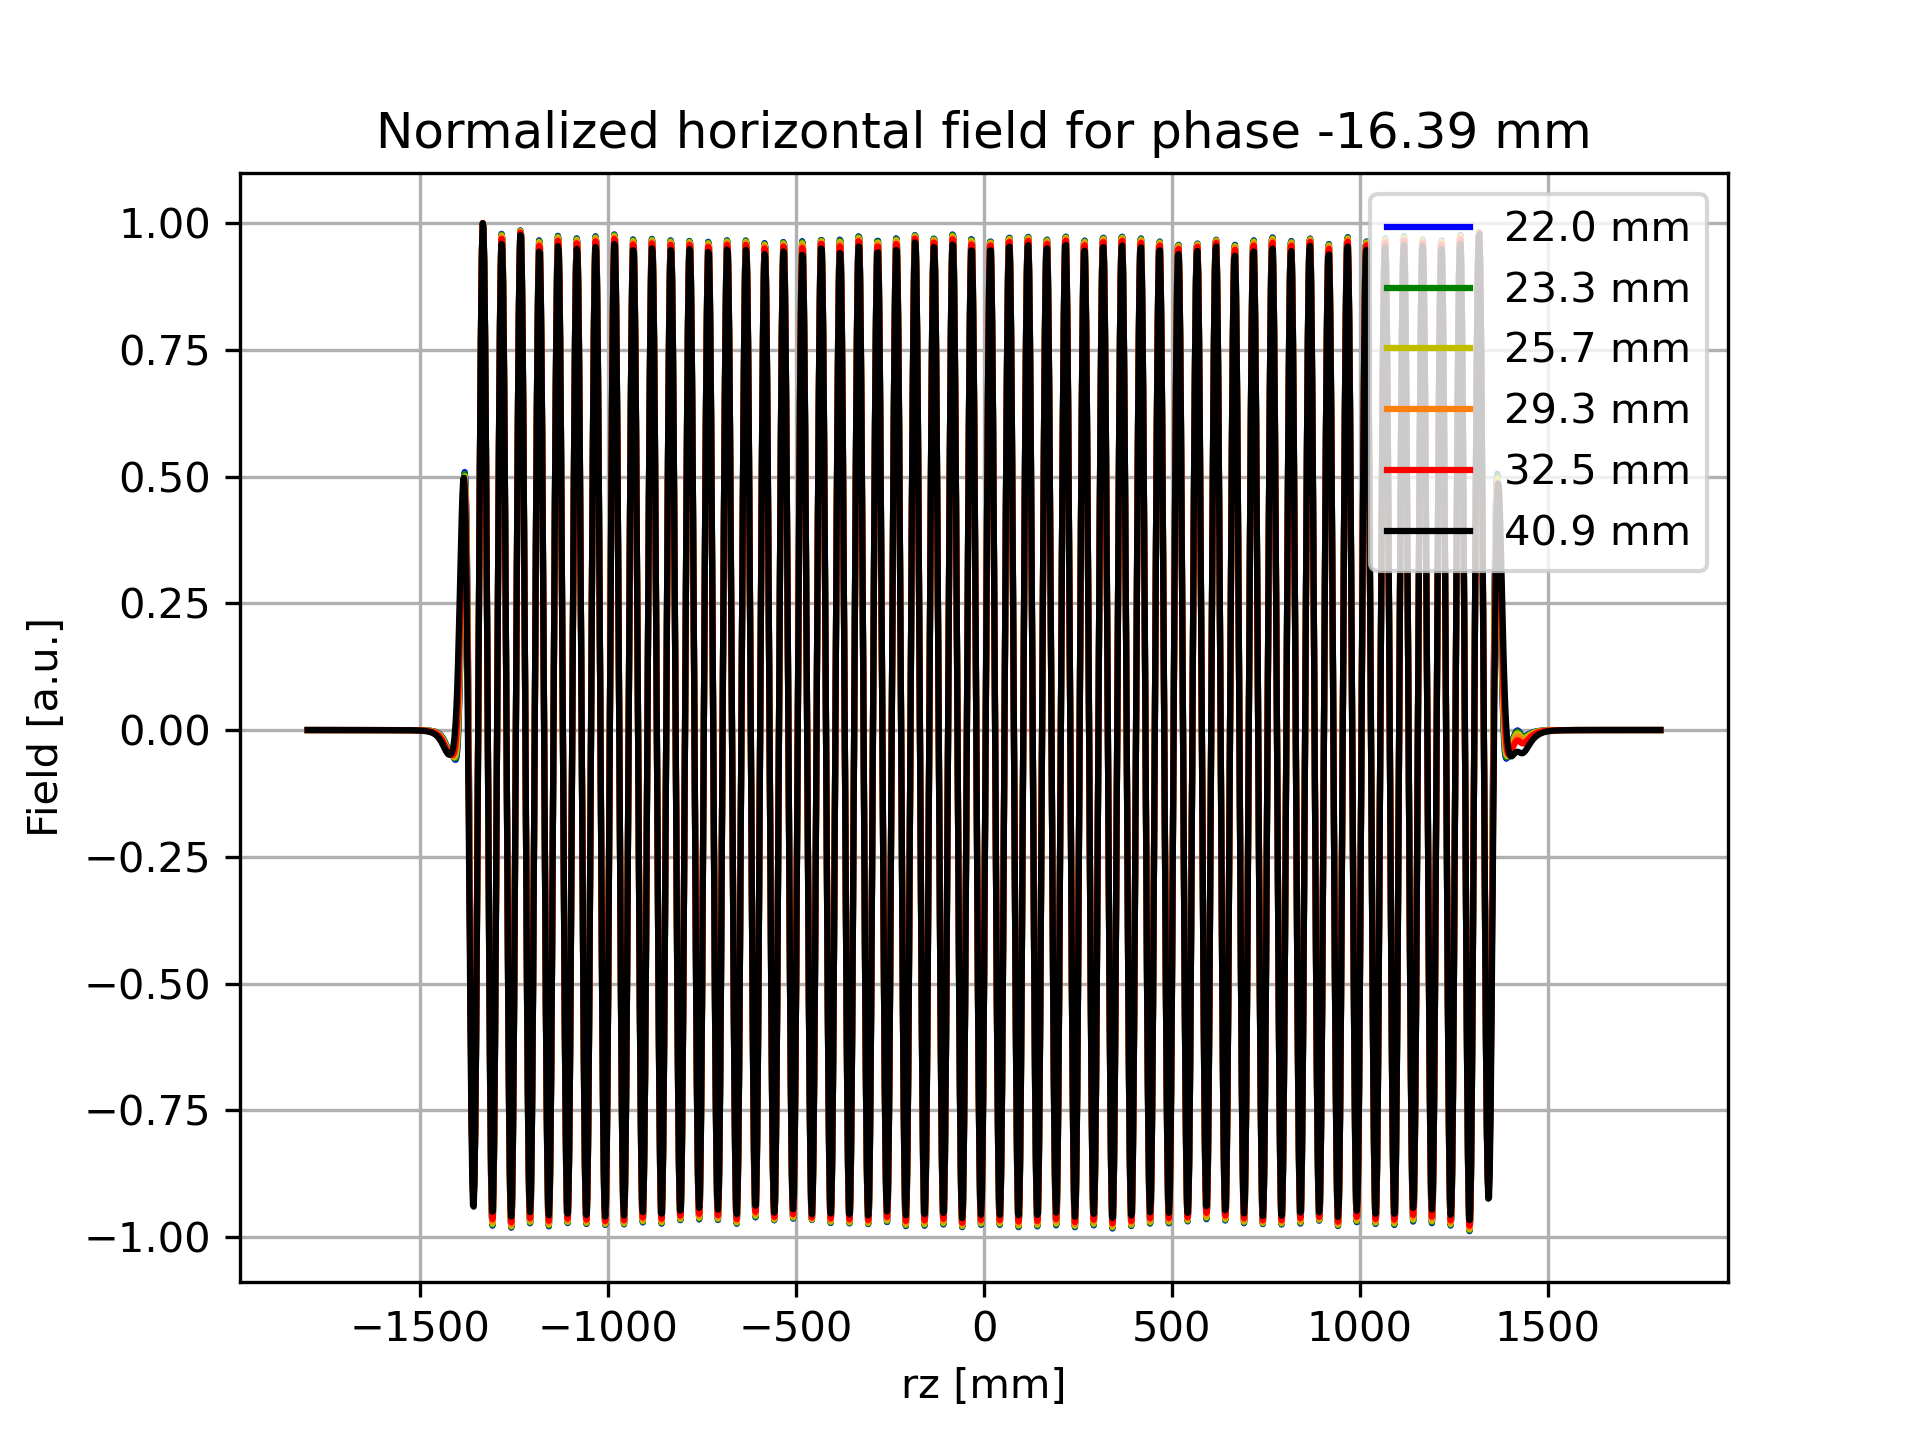 Normalized horizontal field for phase -16.39 mm
1.00
0.75
0.50
0.25
0.00
−0.25
−0.50
−0.75
−1.00
Field [a.u.]
22.0 mm
23.3 mm
25.7 mm
29.3 mm
32.5 mm
40.9 mm
−1500 −1000 −500 0 500 1000 1500
rz [mm]